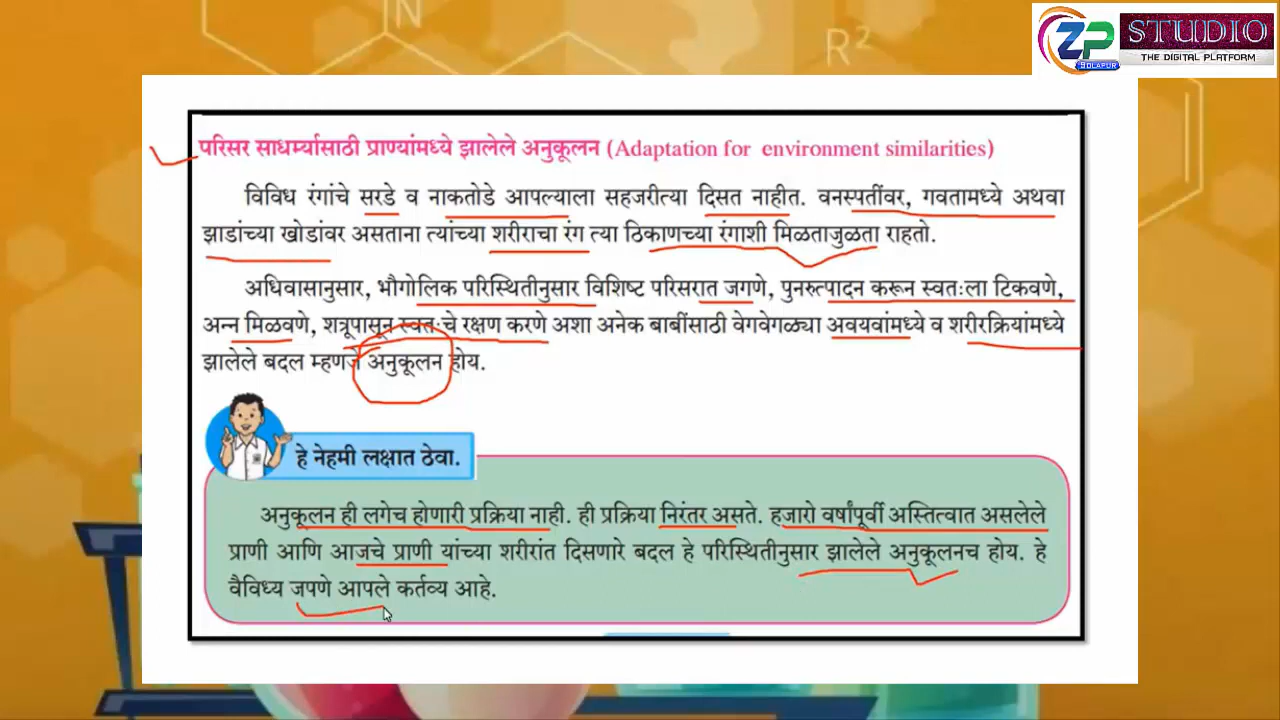 N
R²
ZP
SOLAPUR
STUDIO
THE DIGITAL PLATFORM
परिसर साधर्म्यासाठी प्राण्यांमध्ये झालेले अनुकूलन (Adaptation for environment similarities)
विविध रंगांचे सरडे व नाकतोडे आपल्याला सहजरीत्या दिसत नाहीत. वनस्पतींवर, गवतामध्ये अथवा
झाडांच्या खोडांवर असताना त्यांच्या शरीराचा रंग त्या ठिकाणच्या रंगाशी मिळताजुळता राहतो.
अधिवासानुसार, भौगोलिक परिस्थितीनुसार विशिष्ट परिसरात जगणे, पुनरुत्पादन करून स्वतःला टिकवणे,
अन्न मिळवणे, शत्रूपासून स्वतःचे रक्षण करणे अशा अनेक बाबींसाठी वेगवेगळ्या अवयवांमध्ये व शरीरक्रियांमध्ये
झालेले बदल म्हणजे अनुकूलन होय.
हे नेहमी लक्षात ठेवा.
अनुकूलन ही लगेच होणारी प्रक्रिया नाही. ही प्रक्रिया निरंतर असते. हजारो वर्षांपूर्वी अस्तित्वात असलेले
प्राणी आणि आजचे प्राणी यांच्या शरीरांत दिसणारे बदल हे परिस्थितीनुसार झालेले अनुकूलनच होय. हे
वैविध्य जपणे आपले कर्तव्य आहे.